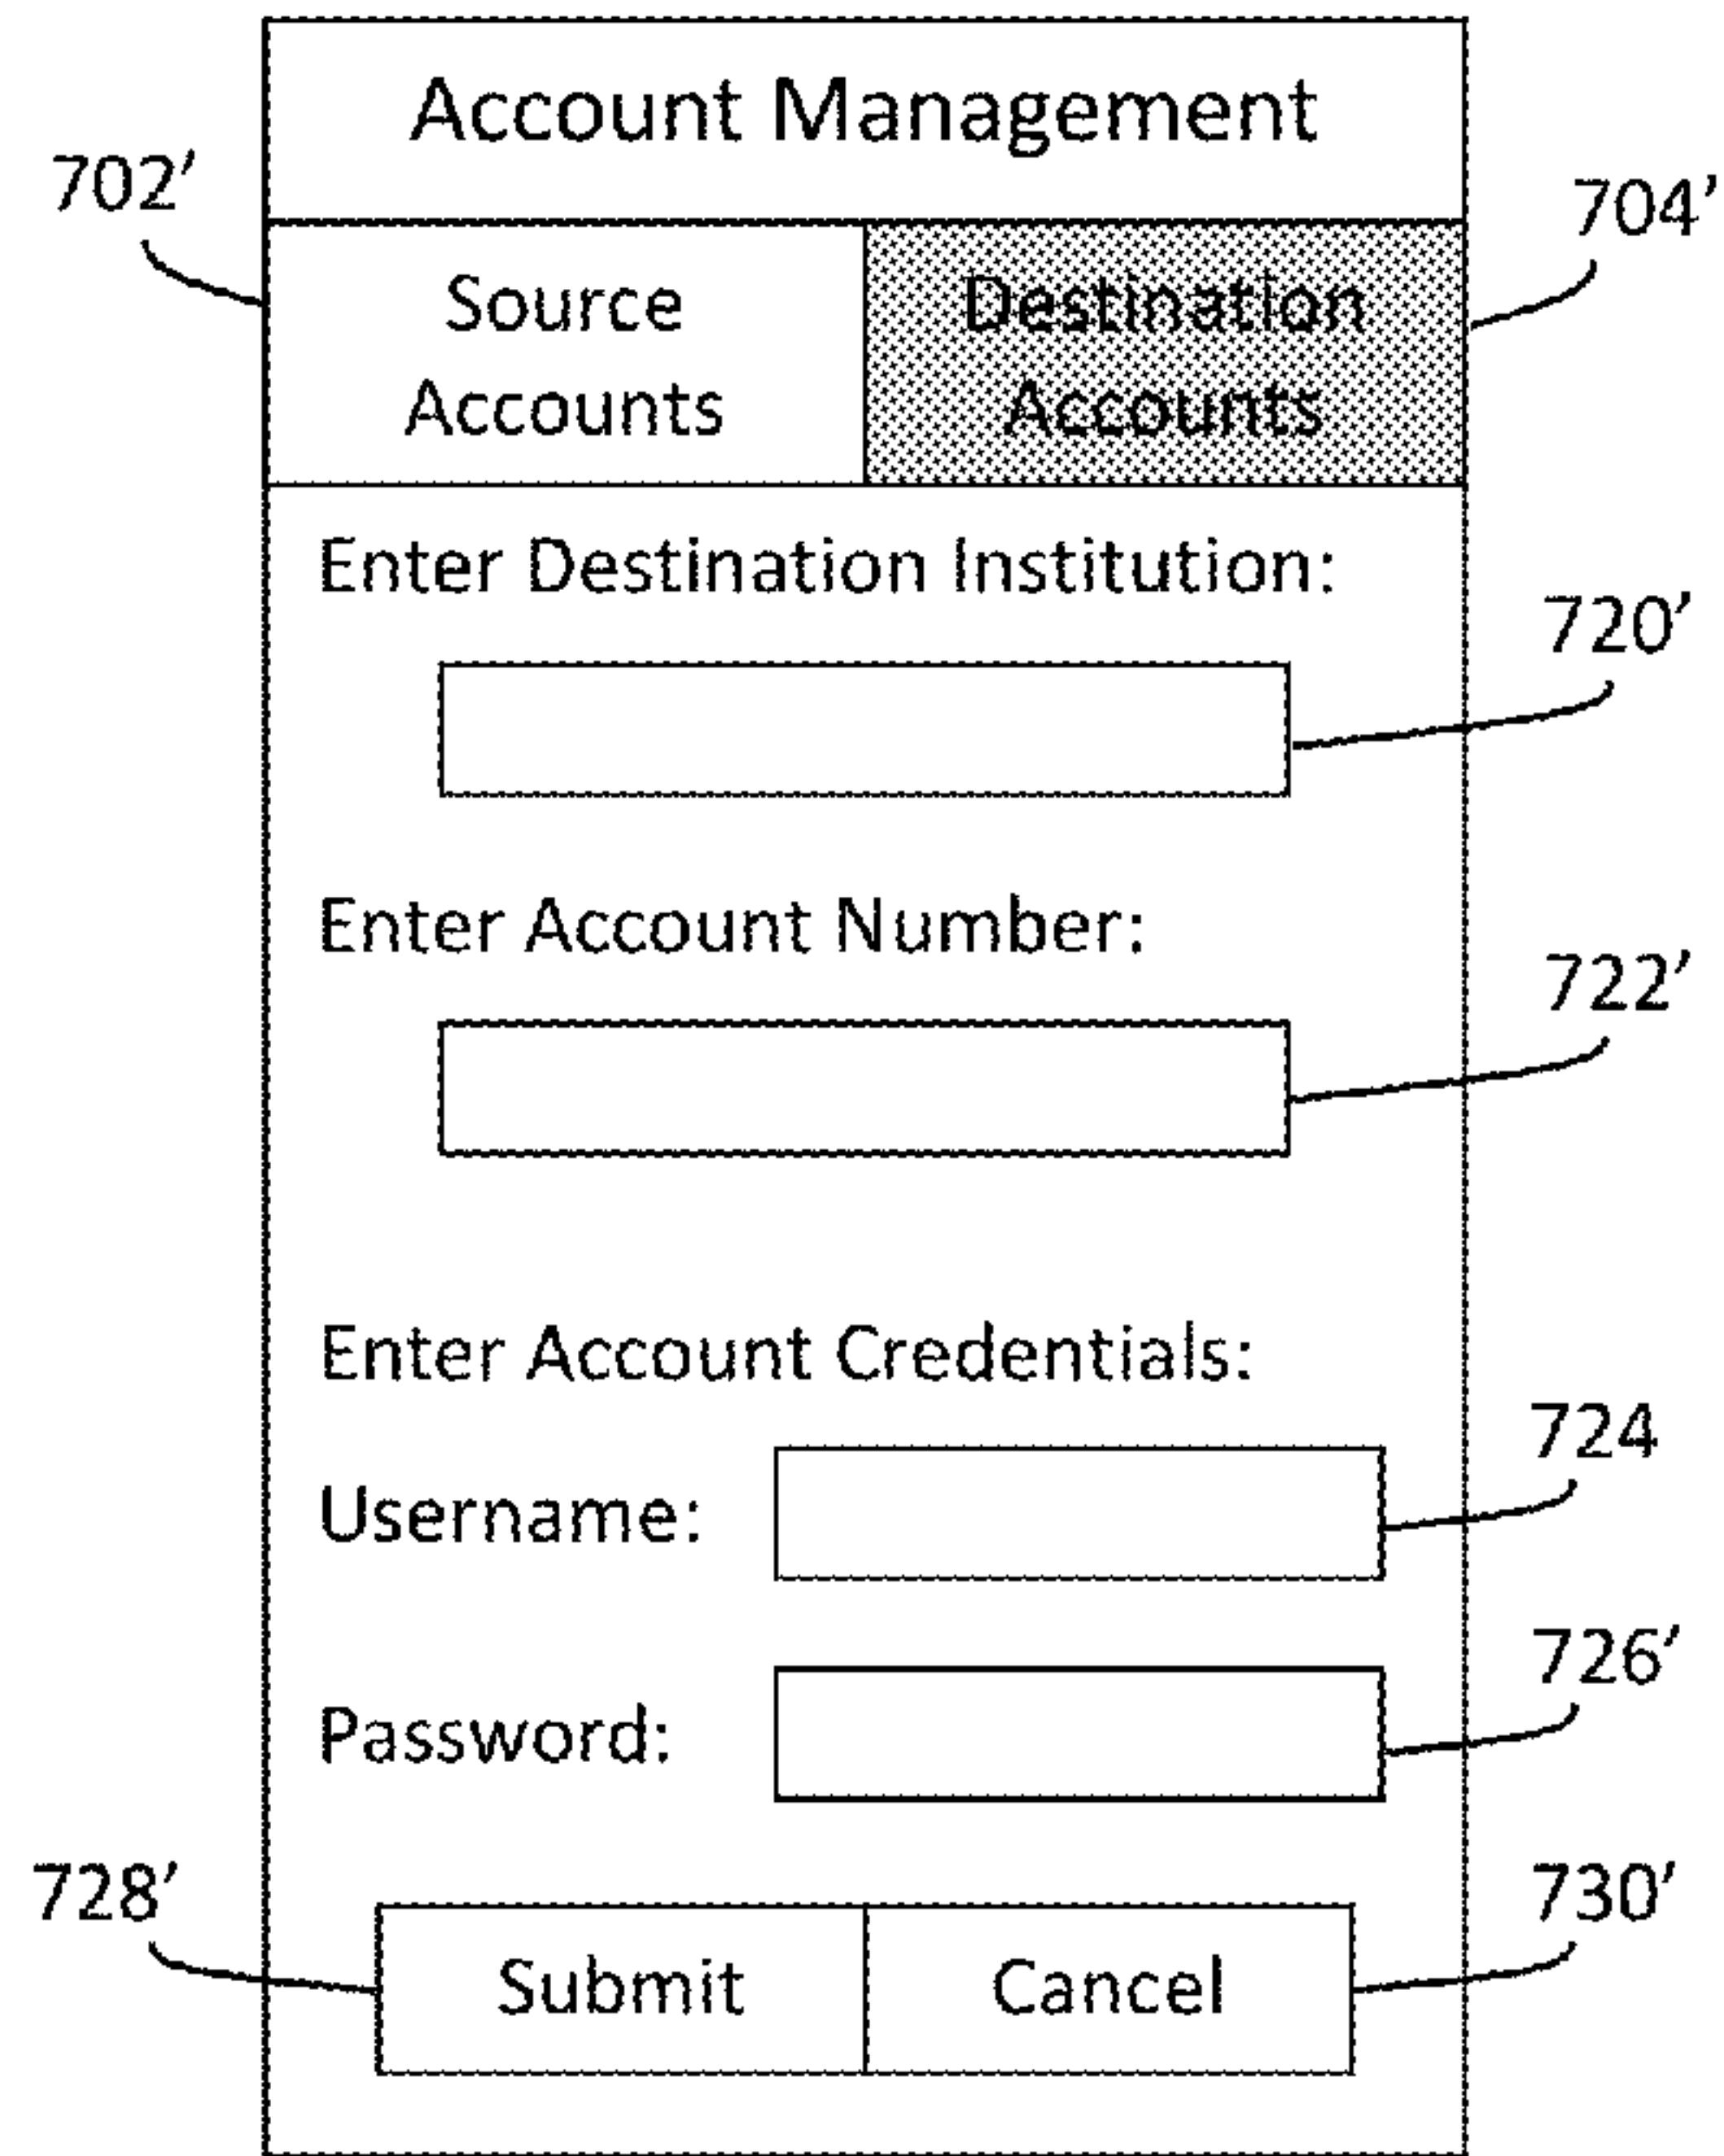 Account Management
702′
704’
Source
Accounts
Destination
Accounts
Enter Destination Institution:
720′
Enter Account Number:
722′
Enter Account Credentials:
724
Username:
726′
Password:
728′
730′
Submit
Cancel